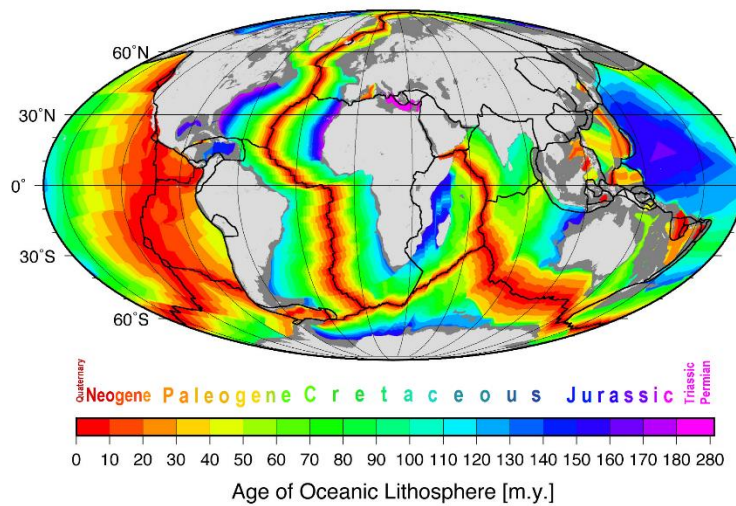 60°N
30°N
0°
30°S
60°S
Quaternary Neogene Paleogene Cretaceous Jurassic Triassic Permian
0 10 20 30 40 50 60 70 80 90 100 110 120 130 140 150 160 170 180 280
Age of Oceanic Lithosphere [m.y.]